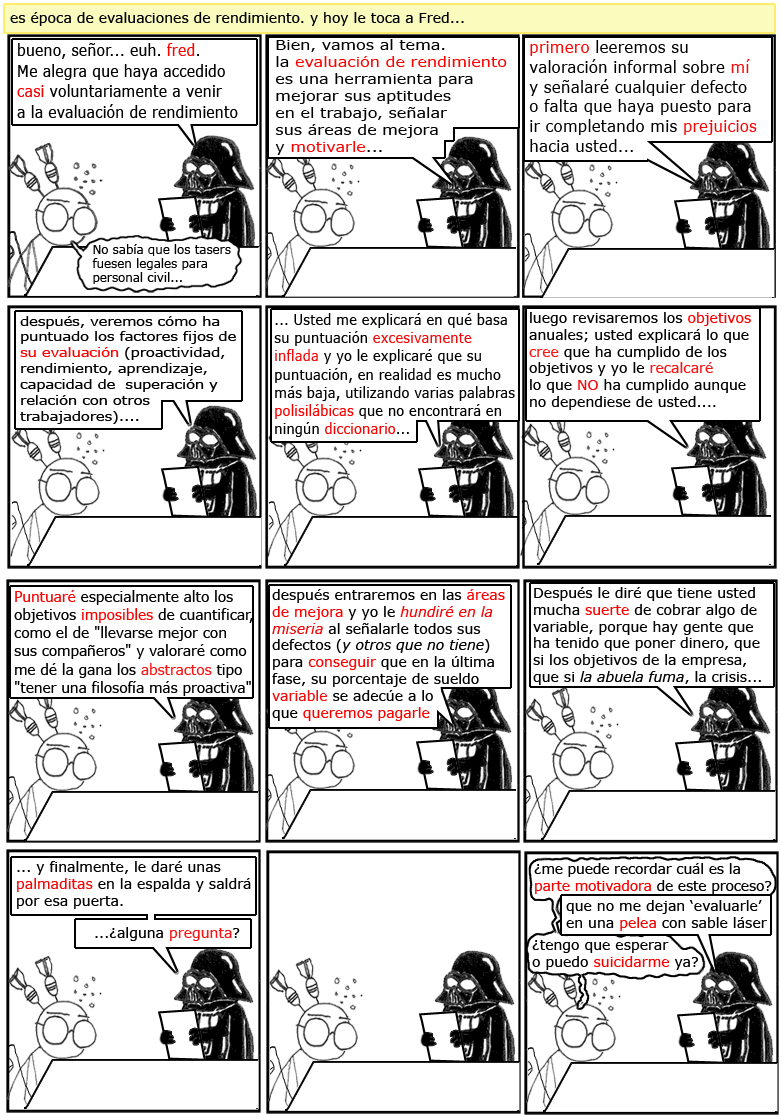 es época de evaluaciones de rendimiento. y hoy le toca a Fred...
bueno, señor... euh. fred.
Me alegra que haya accedido
casi voluntariamente a venir
a la evaluación de rendimiento
No sabía que los tasers
fuesen legales para
personal civil...
Bien, vamos al tema.
la evaluación de rendimiento
es una herramienta para
mejorar sus aptitudes
en el trabajo, señalar
sus áreas de mejora
y motivarle...
primero leeremos su
valoración informal sobre mí
y señalaré cualquier defecto
o falta que haya puesto para
ir completando mis prejuicios
hacia usted...
después, veremos cómo ha
puntuado los factores fijos de
su evaluación (proactividad,
rendimiento, aprendizaje,
capacidad de superación y
relación con otros
trabajadores)....
... Usted me explicará en qué basa
su puntuación excesivamente
inflada y yo le explicaré que su
puntuación, en realidad es mucho
más baja, utilizando varias palabras
polisilábicas que no encontrará en
ningún diccionario...
luego revisaremos los objetivos
anuales; usted explicará lo que
cree que ha cumplido de los
objetivos y yo le recalcaré
lo que NO ha cumplido aunque
no dependiese de usted....
Puntuaré especialmente alto los
objetivos imposibles de cuantificar,
como el de "llevarse mejor con
sus compañeros" y valoraré como
me dé la gana los abstractos tipo
"tener una filosofía más proactiva"
después entraremos en las áreas
de mejora y yo le hundiré en la
miseria al señalarle todos sus
defectos (y otros que no tiene)
para conseguir que en la última
fase, su porcentaje de sueldo
variable se adecúe a lo
que queremos pagarle
Después le diré que tiene usted
mucha suerte de cobrar algo de
variable, porque hay gente que
ha tenido que poner dinero, que
si los objetivos de la empresa,
que si la abuela fuma, la crisis...
... y finalmente, le daré unas
palmaditas en la espalda y saldrá
por esa puerta.
...¿alguna pregunta?
¿me puede recordar cuál es la
parte motivadora de este proceso?
que no me dejan ‘evaluarle’
en una pelea con sable láser
¿tengo que esperar
o puedo suicidarme ya?